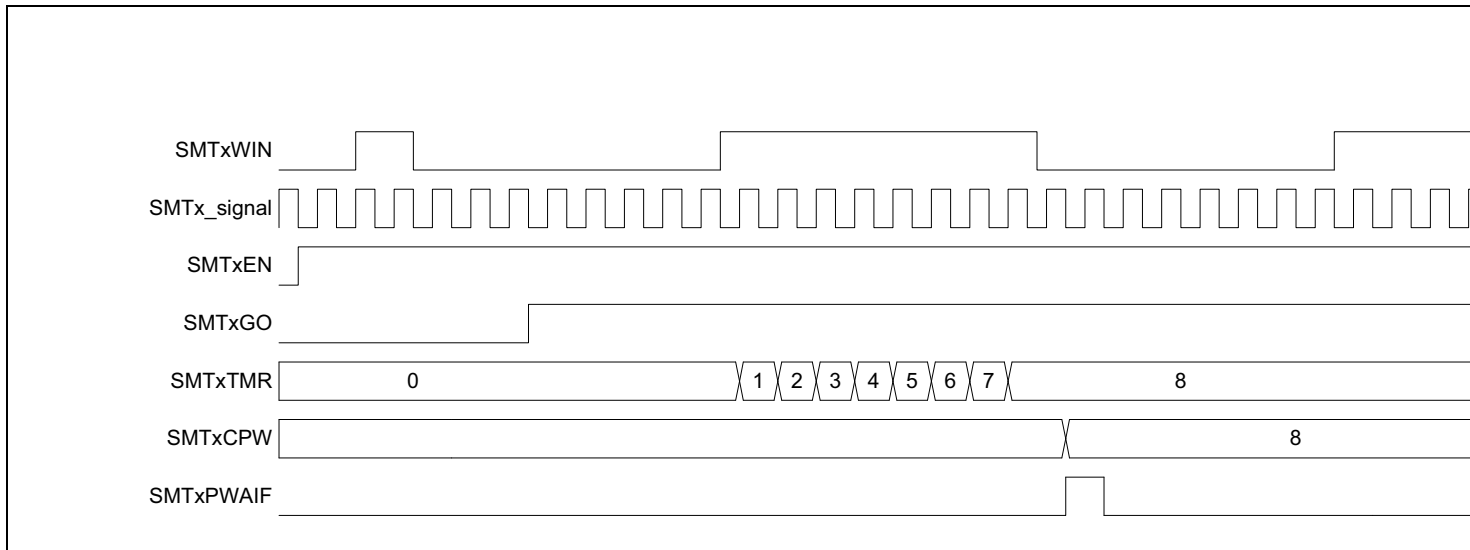 SMTxWIN
SMTx_signal
SMTxEN
SMTxGO
SMTxTMR 0 1 2 3 4 5 6 7 8
SMTxCPW 8
SMTxPWAIF